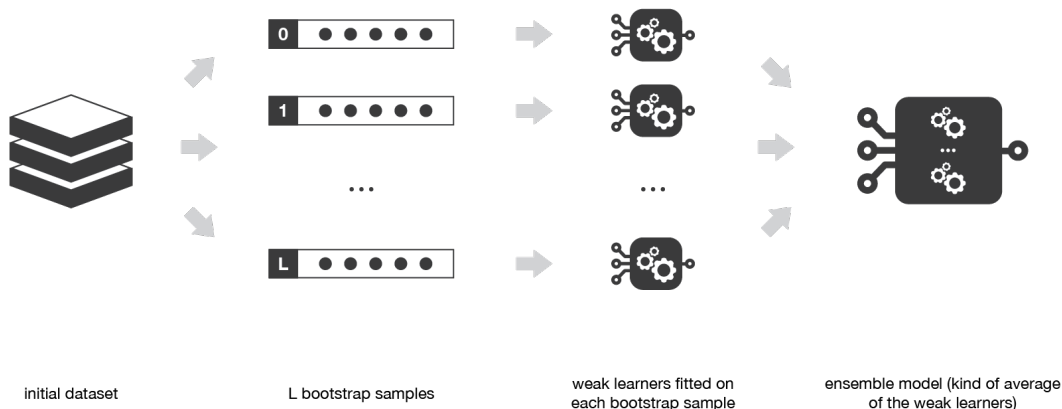 0
1
...
...
...
L
initial dataset
L bootstrap samples
weak learners fitted on
each bootstrap sample
ensemble model (kind of average
of the weak learners)